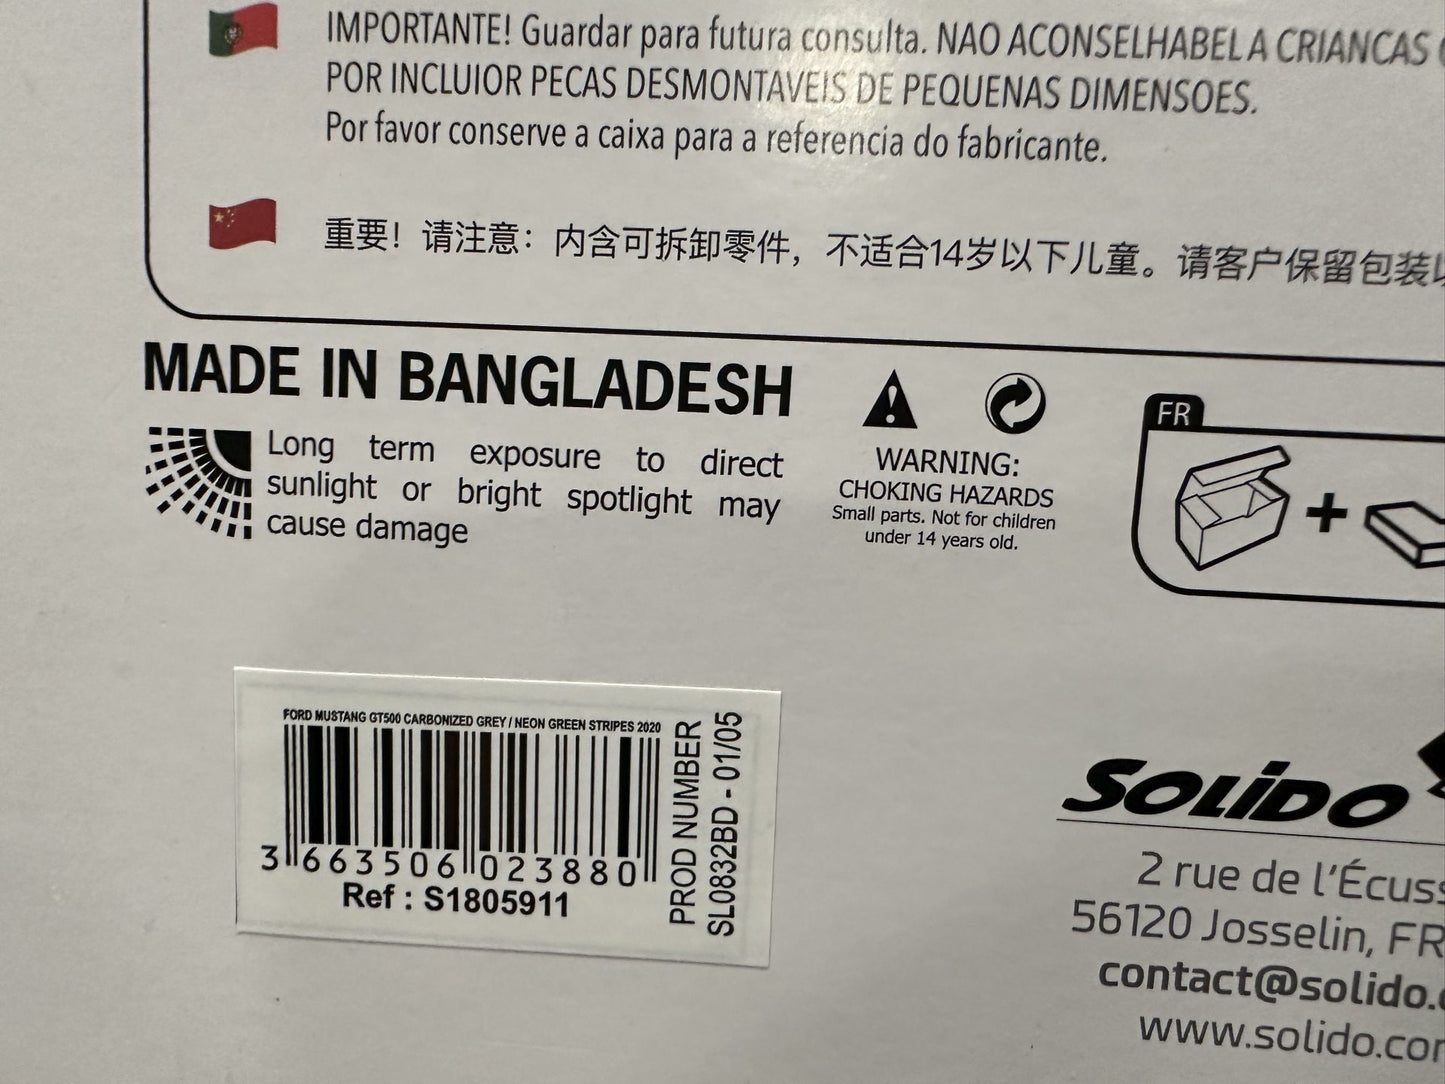 IMPORTANTE! Guardar para futura consulta. NAO ACONSELHABEL A CRIANCAS
POR INCLUIOR PECAS DESMONTAVEIS DE PEQUENAS DIMENSOES.
Por favor conserve a caixa para a referencia do fabricante.
重要！请注意：内含可拆卸零件，不适合14岁以下儿童。请客户保留包装以
MADE IN BANGLADESH
Long term exposure to direct
sunlight or bright spotlight may
cause damage
WARNING:
CHOKING HAZARDS
Small parts. Not for children
under 14 years old.
FR
FORD MUSTANG GT500 CARBONIZED GREY / NEON GREEN STRIPES 2020
3 663506 023880
Ref : S1805911
PROD NUMBER
SL0832BD - 01/05
SOLIDO
2 rue de l'Écuss
56120 Josselin, FR
contact@solido.
www.solido.com